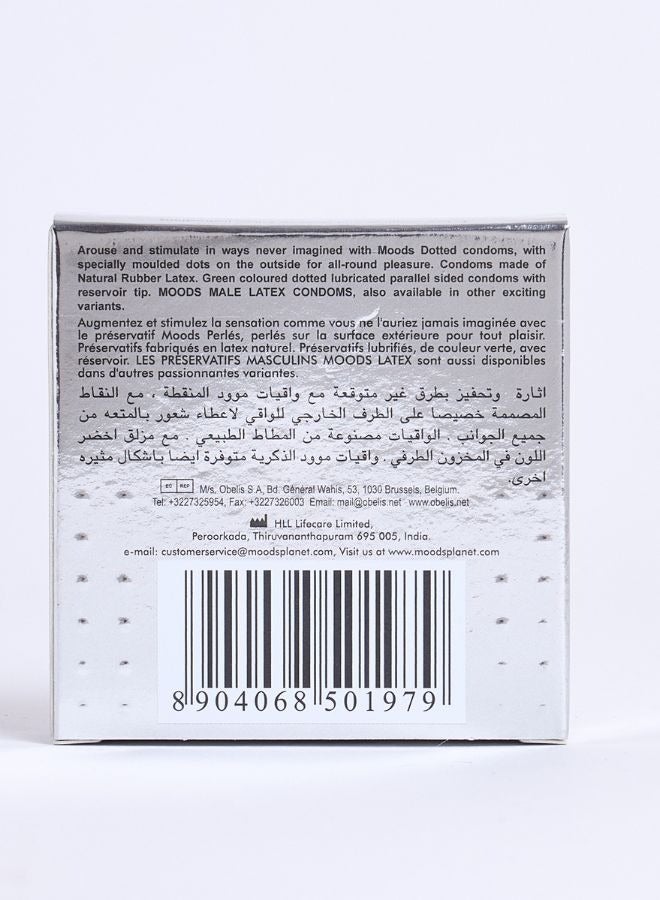 Arouse and stimulate in ways never imagined with Moods Dotted condoms, with
specially moulded dots on the outside for all-round pleasure. Condoms made of
Natural Rubber Latex. Green coloured dotted lubricated parallel sided condoms with
reservoir tip. MOODS MALE LATEX CONDOMS, also available in other exciting
variants.
Augmentez et stimulez la sensation comme vous ne l'auriez jamais imaginée avec
le préservatif Moods Perlés, perlés sur la surface extérieure pour tout plaisir.
Préservatifs fabriqués en latex naturel. Préservatifs lubrifiés, de couleur verte, avec
réservoir. LES PRÉSERVATIFS MASCULINS MOODS LATEX sont aussi disponibles
dans d'autres passionnantes variantes.
اثارة وتحفيز بطرق غير متوقعة مع واقيات موود المنقطة ، مع النقاط
المصممة خصيصا على الطرف الخارجي للواقي لاعطاء شعور بالمتعه من
جميع الجوانب . الواقيات مصنوعة من المطاط الطبيعي . مع مزلق اخضر
اللون في المخزون الطرفي . واقيات موود الذكرية متوفرة ايضا باشكال مثيره
اخرى.
EC REP M/s. Obelis S.A, Bd. Général Wahis, 53, 1030 Brussels, Belgium.
Tel: +3227325954, Fax: +3227326003 Email: mail@obelis.net www.obelis.net
HLL Lifecare Limited,
Peroorkada, Thiruvananthapuram 695 005, India.
e-mail: customerservice@moodsplanet.com, Visit us at www.moodsplanet.com
8 904068 501979